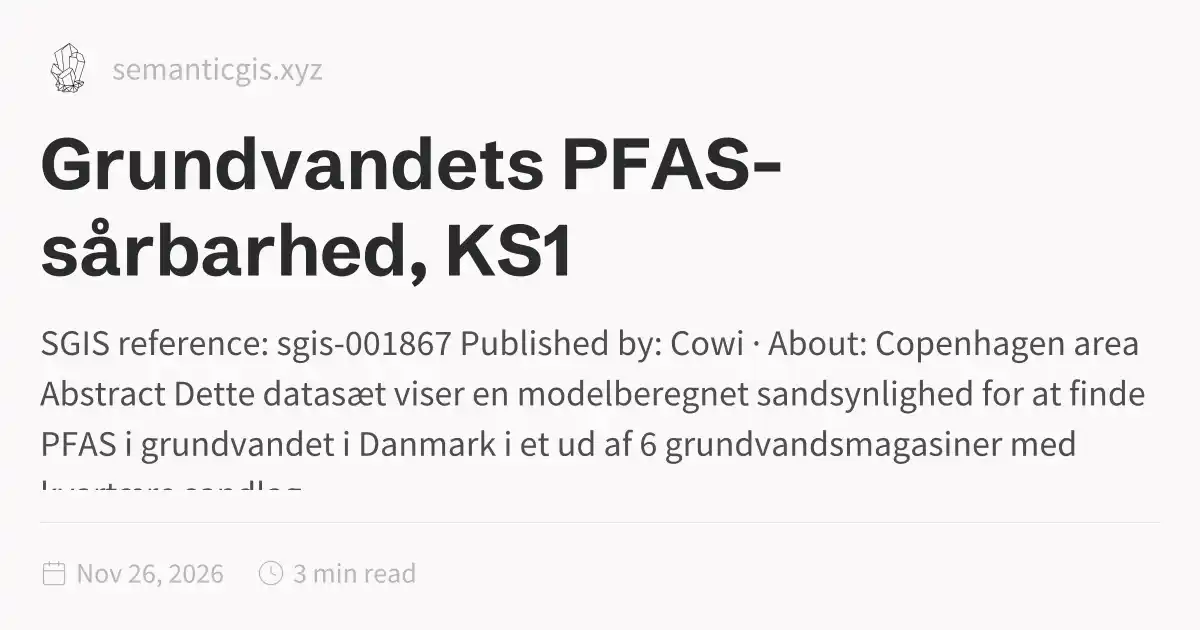 semanticgis.xyz
Grundvandets PFAS-
sårbarhed, KS1
SGIS reference: sgis-001867 Published by: Cowi · About: Copenhagen area
Abstract Dette datasæt viser en modelberegnet sandsynlighed for at finde
PFAS i grundvandet i Danmark i et ud af 6 grundvandsmagasiner med
Nov 26, 2026 3 min read